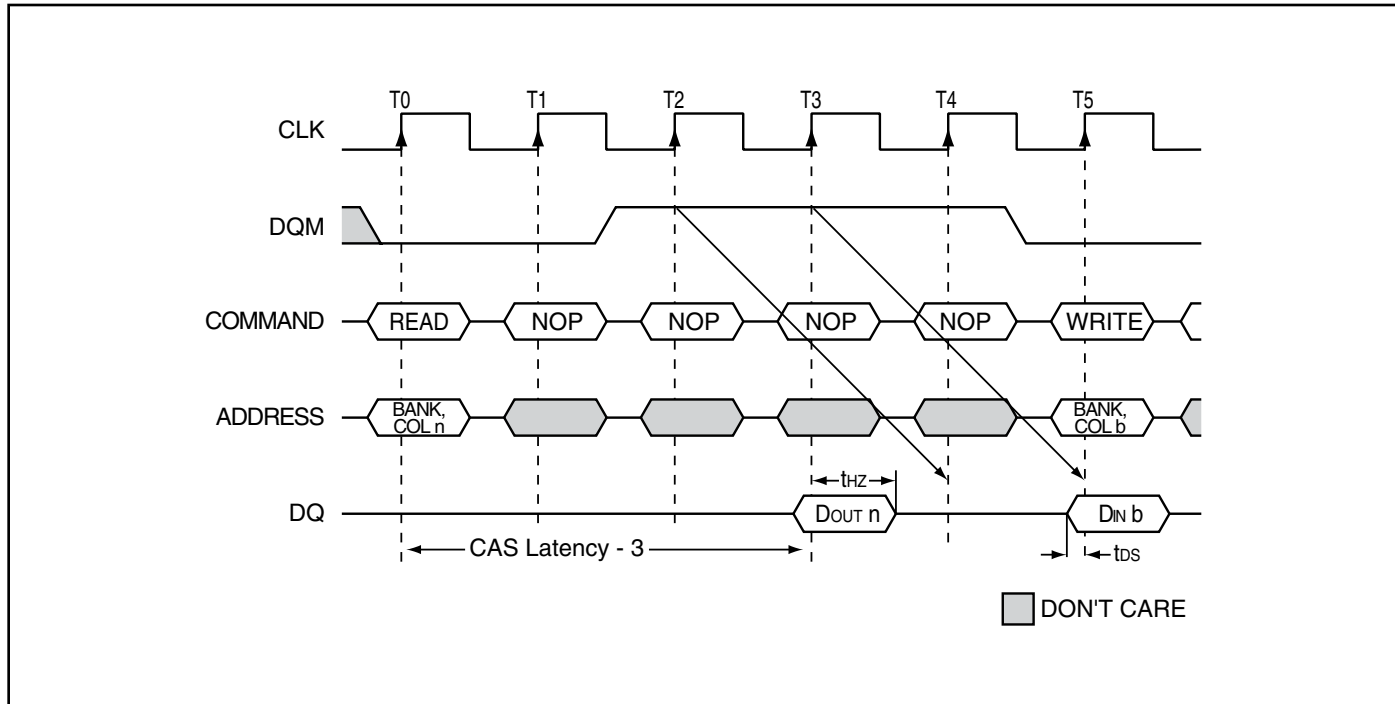 T0 T1 T2 T3 T4 T5
CLK
DQM
COMMAND READ NOP NOP NOP NOP WRITE
ADDRESS BANK, COL n BANK, COL b
tHZ
DQ DOUT n DIN b
CAS Latency - 3 tDS
DON'T CARE